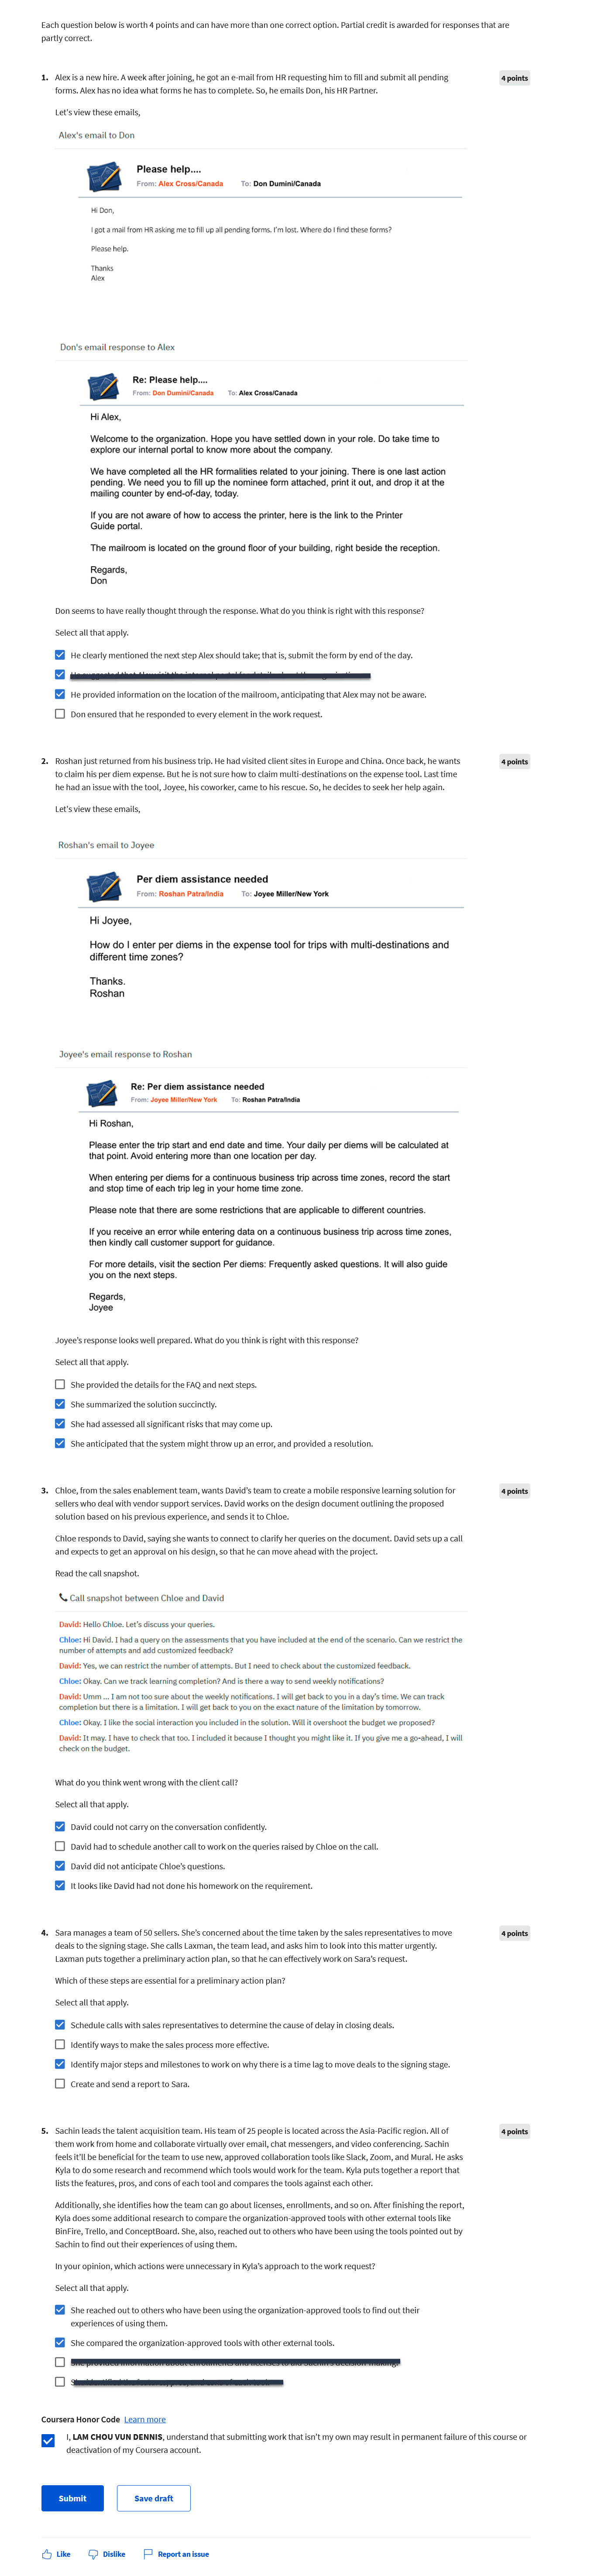 Each question below is worth 4 points and can have more than one correct option. Partial credit is awarded for responses that are
partly correct.
1. Alex is a new hire. A week after joining, he got an e-mail from HR requesting him to fill and submit all pending
forms. Alex has no idea what forms he has to complete. So, he emails Don, his HR Partner.
4 points
Let's view these emails,
Alex's email to Don
Please help....
From: Alex Cross/Canada To: Don Dumini/Canada
Hi Don,
I got a mail from HR asking me to fill up all pending forms. I'm lost. Where do I find these forms?
Please help.
Thanks
Alex
Don's email response to Alex
Re: Please help....
From: Don Dumini/Canada To: Alex Cross/Canada
Hi Alex,
Welcome to the organization. Hope you have settled down in your role. Do take time to
explore our internal portal to know more about the company.
We have completed all the HR formalities related to your joining. There is one last action
pending. We need you to fill up the nominee form attached, print it out, and drop it at the
mailing counter by end-of-day, today.
If you are not aware of how to access the printer, here is the link to the Printer
Guide portal.
The mailroom is located on the ground floor of your building, right beside the reception.
Regards,
Don
Don seems to have really thought through the response. What do you think is right with this response?
Select all that apply.
He clearly mentioned the next step Alex should take; that is, submit the form by end of the day.
He provided information on the location of the mailroom, anticipating that Alex may not be aware.
Don ensured that he responded to every element in the work request.
2. Roshan just returned from his business trip. He had visited client sites in Europe and China. Once back, he wants
to claim his per diem expense. But he is not sure how to claim multi-destinations on the expense tool. Last time
he had an issue with the tool, Joyee, his coworker, came to his rescue. So, he decides to seek her help again.
4 points
Let's view these emails,
Roshan's email to Joyee
Per diem assistance needed
From: Roshan Patra/India To: Joyee Miller/New York
Hi Joyee,
How do I enter per diems in the expense tool for trips with multi-destinations and
different time zones?
Thanks.
Roshan
Joyee's email response to Roshan
Re: Per diem assistance needed
From: Joyee Miller/New York To: Roshan Patra/India
Hi Roshan,
Please enter the trip start and end date and time. Your daily per diems will be calculated at
that point. Avoid entering more than one location per day.
When entering per diems for a continuous business trip across time zones, record the start
and stop time of each trip leg in your home time zone.
Please note that there are some restrictions that are applicable to different countries.
If you receive an error while entering data on a continuous business trip across time zones,
then kindly call customer support for guidance.
For more details, visit the section Per diems: Frequently asked questions. It will also guide
you on the next steps.
Regards,
Joyee
Joyee's response looks well prepared. What do you think is right with this response?
Select all that apply.
She provided the details for the FAQ and next steps.
She summarized the solution succinctly.
She had assessed all significant risks that may come up.
She anticipated that the system might throw up an error, and provided a resolution.
3. Chloe, from the sales enablement team, wants David's team to create a mobile responsive learning solution for
sellers who deal with vendor support services. David works on the design document outlining the proposed
solution based on his previous experience, and sends it to Chloe.
4 points
Chloe responds to David, saying she wants to connect to clarify her queries on the document. David sets up a call
and expects to get an approval on his design, so that he can move ahead with the project.
Read the call snapshot.
Call snapshot between Chloe and David
David: Hello Chloe. Let's discuss your queries.
Chloe: Hi David. I had a query on the assessments that you have included at the end of the scenario. Can we restrict the
number of attempts and add customized feedback?
David: Yes, we can restrict the number of attempts. But I need to check about the customized feedback.
Chloe: Okay. Can we track learning completion? And is there a way to send weekly notifications?
David: Umm ... I am not too sure about the weekly notifications. I will get back to you in a day's time. We can track
completion but there is a limitation. I will get back to you on the exact nature of the limitation by tomorrow.
Chloe: Okay. I like the social interaction you included in the solution. Will it overshoot the budget we proposed?
David: It may. I have to check that too. I included it because I thought you might like it. If you give me a go-ahead, I will
check on the budget.
What do you think went wrong with the client call?
Select all that apply.
David could not carry on the conversation confidently.
David had to schedule another call to work on the queries raised by Chloe on the call.
David did not anticipate Chloe's questions.
It looks like David had not done his homework on the requirement.
4. Sara manages a team of 50 sellers. She's concerned about the time taken by the sales representatives to move
deals to the signing stage. She calls Laxman, the team lead, and asks him to look into this matter urgently.
Laxman puts together a preliminary action plan, so that he can effectively work on Sara's request.
4 points
Which of these steps are essential for a preliminary action plan?
Select all that apply.
Schedule calls with sales representatives to determine the cause of delay in closing deals.
Identify ways to make the sales process more effective.
Identify major steps and milestones to work on why there is a time lag to move deals to the signing stage.
Create and send a report to Sara.
5. Sachin leads the talent acquisition team. His team of 25 people is located across the Asia-Pacific region. All of
them work from home and collaborate virtually over email, chat messengers, and video conferencing. Sachin
feels it'll be beneficial for the team to use new, approved collaboration tools like Slack, Zoom, and Mural. He asks
Kyla to do some research and recommend which tools would work for the team. Kyla puts together a report that
lists the features, pros, and cons of each tool and compares the tools against each other.
4 points
Additionally, she identifies how the team can go about licenses, enrollments, and so on. After finishing the report,
Kyla does some additional research to compare the organization-approved tools with other external tools like
BinFire, Trello, and ConceptBoard. She, also, reached out to others who have been using the tools pointed out by
Sachin to find out their experiences of using them.
In your opinion, which actions were unnecessary in Kyla's approach to the work request?
Select all that apply.
She reached out to others who have been using the organization-approved tools to find out their
experiences of using them.
She compared the organization-approved tools with other external tools.
Coursera Honor Code Learn more
I, LAM CHOU VUN DENNIS, understand that submitting work that isn't my own may result in permanent failure of this course or
deactivation of my Coursera account.
Submit Save draft
Like Dislike Report an issue